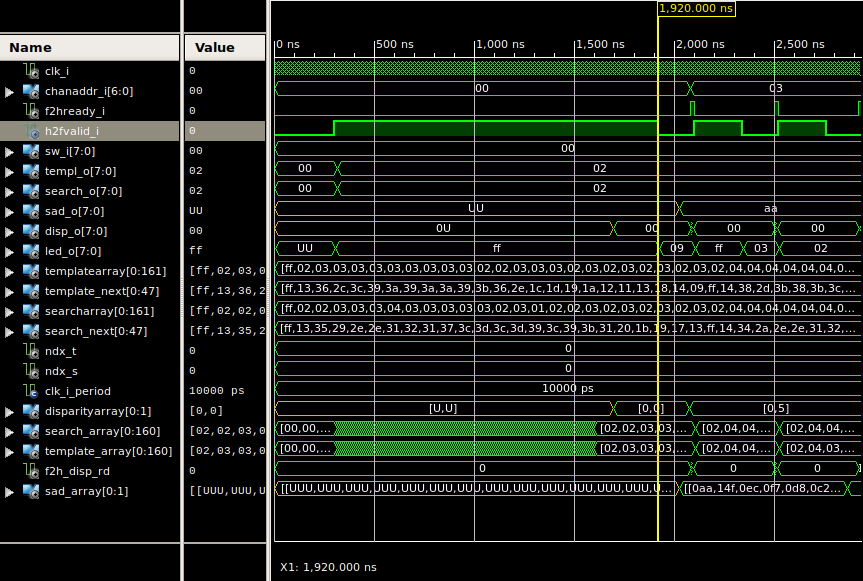 1,920.000 ns
Name Value 0 ns 500 ns 1,000 ns 1,500 ns 2,000 ns 2,500 ns
clk_i 0
chanaddr_i[6:0] 00 00 03
f2hready_i 0
h2fvalid_i 0
sw_i[7:0] 00 00
templ_o[7:0] 02 00 02
search_o[7:0] 02 00 02
sad_o[7:0] UU UU aa
disp_o[7:0] 00 0U 00 00 00
led_o[7:0] ff UU ff 09 ff 03 02
templatearray[0:161] [ff,02,03,0 [ff,02,03,03,03,03,03,03,03,03,03,02,02,03,02,03,02,03,02,03,02,02,04,04,04,04,04,04,0...
template_next[0:47] [ff,13,36,2 [ff,13,36,2c,3c,39,3a,39,3a,3a,39,3b,36,2e,1c,1d,19,1a,12,11,13,18,14,09,ff,14,38,2d,3b,38,3b,3c,...
searcharray[0:161] [ff,02,02,0 [ff,02,02,03,03,03,04,03,03,03,03,02,03,01,02,02,03,02,03,02,03,02,03,02,02,04,04,04,04,04,04,0...
search_next[0:47] [ff,13,35,2 [ff,13,35,29,2e,2e,31,32,31,37,3c,3d,3c,3d,39,3c,39,3b,31,20,1b,19,17,13,ff,14,34,2a,2e,2e,31,32,...
ndx_t 0 0
ndx_s 0 0
clk_i_period 10000 ps 10000 ps
disparityarray[0:1] [0,0] [U,U] [0,0] [0,5]
search_array[0:160] [02,02,03,0 [00,00,... [02,02,03,03,... [02,04,04,... [02,04,04,...
template_array[0:160] [02,03,03,0 [00,00,... [02,03,03,03,... [02,04,04,... [02,04,03,...
f2h_disp_rd 0 0 0 0
sad_array[0:1] [[UUU,UUU,U [[UUU,UUU,UUU,UUU,UUU,UUU,UUU,UUU,UUU,UUU,UUU,UUU,UUU,U... [[0aa,14f,0ec,0f7,0d8,0c2...
X1: 1,920.000 ns